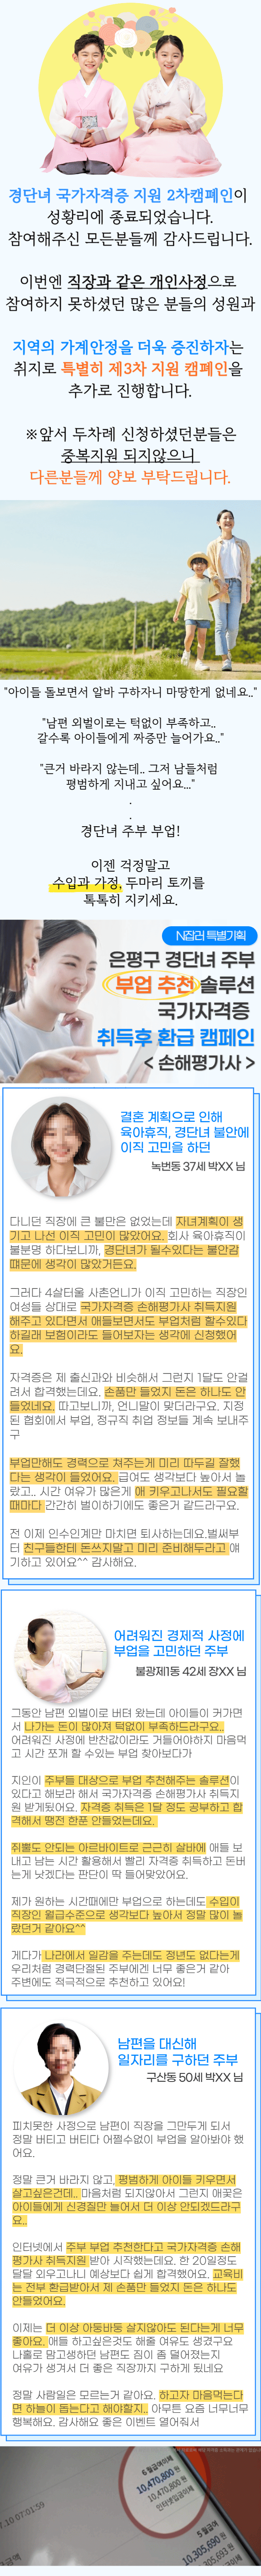 경단녀 국가자격증 지원 2차캠페인이
성황리에 종료되었습니다.
참여해주신 모든분들께 감사드립니다.
이번엔 직장과 같은 개인사정으로
참여하지 못하셨던 많은 분들의 성원과
지역의 가계안정을 더욱 증진하자는
취지로 특별히 제3차 지원 캠페인을
추가로 진행합니다.
※앞서 두차례 신청하셨던분들은
중복지원 되지않으니
다른분들께 양보 부탁드립니다.
"아이들 돌보면서 알바 구하자니 마땅한게 없네요.."
"남편 외벌이로는 턱없이 부족하고..
갈수록 아이들에게 짜증만 늘어가요.."
"큰거 바라지 않는데.. 그저 남들처럼
평범하게 지내고 싶어요..."
.
.
경단녀 주부 부업!
이젠 걱정말고
수입과 가정, 두마리 토끼를
톡톡히 지키세요.
N잡러 특별기획
은평구 경단녀 주부
부업 추천 솔루션
국가자격증
취득후 환급 캠페인
< 손해평가사 >
결혼 계획으로 인해
육아휴직, 경단녀 불안에
이직 고민을 하던
녹번동 37세 박XX 님
다니던 직장에 큰 불만은 없었는데 자녀계획이 생
기고 나선 이직 고민이 많았어요. 회사 육아휴직이
불분명 하다보니까, 경단녀가 될수있다는 불안감
때문에 생각이 많았거든요.
그러다 4살터울 사촌언니가 이직 고민하는 직장인
여성들 상대로 국가자격증 손해평가사 취득지원
해주고 있다면서 애들보면서도 부업처럼 할수있다
하길래 보험이라도 들어보자는 생각에 신청했어
요.
자격증은 제 출신과와 비슷해서 그런지 1달도 안걸
려서 합격했는데요. 손품만 들었지 돈은 하나도 안
들었네요. 따고보니까, 언니말이 맞더라구요. 지정
된 협회에서 부업, 정규직 취업 정보들 계속 보내주
구
부업만해도 경력으로 쳐주는게 미리 따두길 잘했
다는 생각이 들었어요. 급여도 생각보다 높아서 놀
랐고.. 시간 여유가 많은게 애 키우고나서도 필요할
때마다 간간히 벌이하기에도 좋은거 같드라구요.
전 이제 인수인계만 마치면 퇴사하는데요.벌써부
터 친구들한테 돈쓰지말고 미리 준비해두라고 얘
기하고 있어요^^ 감사해요.
어려워진 경제적 사정에
부업을 고민하던 주부
불광제1동 42세 장XX 님
그동안 남편 외벌이로 버텨 왔는데 아이들이 커가면
서 나가는 돈이 많아져 턱없이 부족하드라구요..
어려워진 사정에 반찬값이라도 거들어야하지 마음먹
고 시간 쪼개 할 수 있는 부업 찾아보다가
지인이 주부들 대상으로 부업 추천해주는 솔루션이
있다고 해보라 해서 국가자격증 손해평가사 취득지
원 받게됐어요. 자격증 취득은 1달 정도 공부하고 합
격해서 땡전 한푼 안들었는데요.
쥐뿔도 안되는 아르바이트로 근근히 살바에 애들 보
내고 남는 시간 활용해서 빨리 자격증 취득하고 돈버
는게 낫겠다는 판단이 딱 들어맞았어요.
제가 원하는 시간때에만 부업으로 하는데도 수입이
직장인 월급수준으로 생각보다 높아서 정말 많이 놀
랐던거 같아요^^
게다가 나라에서 일감을 주는데도 정년도 없다는게
우리처럼 경력단절된 주부에겐 너무 좋은거 같아
주변에도 적극적으로 추천하고 있어요!
남편을 대신해
일자리를 구하던 주부
구산동 50세 박XX 님
피치못한 사정으로 남편이 직장을 그만두게 되서
정말 버티고 버티다 어쩔수없이 부업을 알아봐야 했
어요.
정말 큰거 바라지 않고, 평범하게 아이들 키우면서
살고싶은건데.. 마음처럼 되지않아서 그런지 애꿎은
아이들에게 신경질만 늘어서 더 이상 안되겠드라구
요..
인터넷에서 주부 부업 추천한다고 국가자격증 손해
평가사 취득지원 받아 시작했는데요. 한 20일정도
달달 외우고나니 예상보다 쉽게 합격했어요. 교육비
는 전부 환급받아서 제 손품만 들었지 돈은 하나도
안들었어요.
이제는 더 이상 아둥바둥 살지않아도 된다는게 너무
좋아요. 애들 하고싶은것도 해줄 여유도 생겼구요
나홀로 맘고생하던 남편도 짐이 좀 덜어졌는지
여유가 생겨서 더 좋은 직장까지 구하게 됐네요
정말 사람일은 모르는거 같아요. 하고자 마음먹는다
면 하늘이 돕는다고 해야할지.. 아무튼 요즘 너무너무
행복해요. 감사해요 좋은 이벤트 열어줘서
7.10 07:01:59
5월급여이체
10,470,800 원
10,470,800 원
인터넷입금이체
6월급여
10,305,690 원
305,693 원